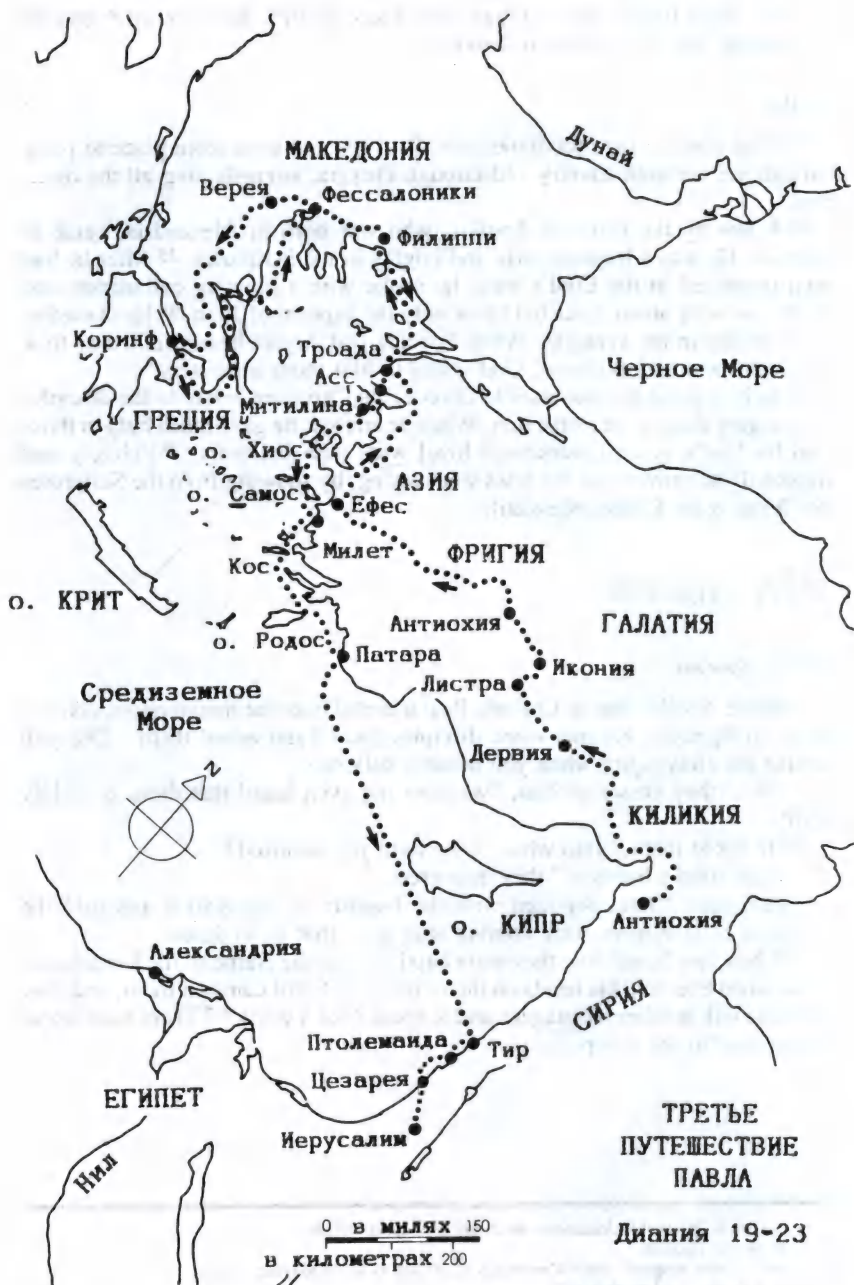 Дунай
МАКЕДОНИЯ
Верея
Фессалоники
Филиппи
Коринф
Троада
Черное Море
Асс
ГРЕЦИЯ
Митилина
Хиос
АЗИЯ
Самос
о.
Ефес
Милет
ФРИГИЯ
Кос
о. КРИТ
Антиохия
ГАЛАТИЯ
о.
Родос
Патара
Икония
Листра
Средиземное
Море
Дервия
КИЛИКИЯ
Антиохия
о. КИПР
Александрия
СИРИЯ
Птолемаида
Тир
Цезарея
ЕГИПЕТ
Иерусалим
Нил
ТРЕТЬЕ
ПУТЕШЕСТВИЕ
ПАВЛА
0 в милях 150
в километрах 200
Диания 19-23